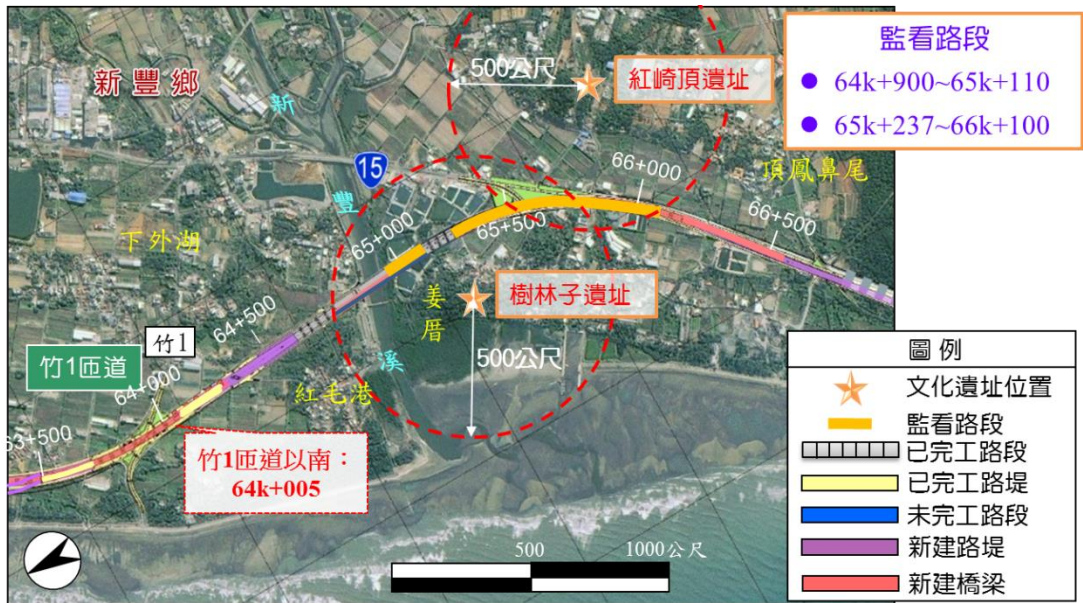 監看路段
64k+900~65k+110
65k+237~66k+100
新豐鄉
500公尺
紅崎頂遺址
新
豐
溪
15
66+000
頂鳳鼻尾
66+500
65+500
65+000
下外湖
樹林子遺址
姜厝
500公尺
64+500
竹1
竹1匝道
64+000
紅毛港
63+500
竹1匝道以南：
64k+005
500
1000公尺
圖例
文化遺址位置
監看路段
已完工路段
已完工路堤
未完工路段
新建路堤
新建橋梁